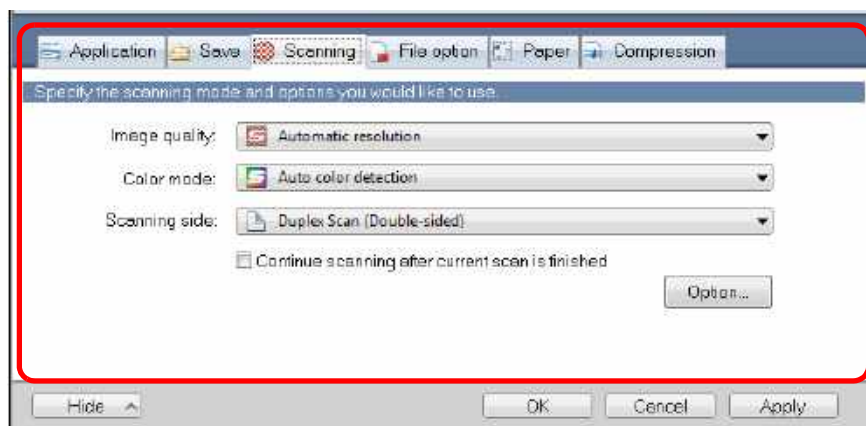 Application Save Scanning File option Paper Compression
Specify the scanning mode and options you would like to use.
Image quality: Automatic resolution
Color mode: Auto color detection
Scanning side: Duplex Scan (Double-sided)
Continue scanning after current scan is finished
Option...
Hide OK Cancel Apply